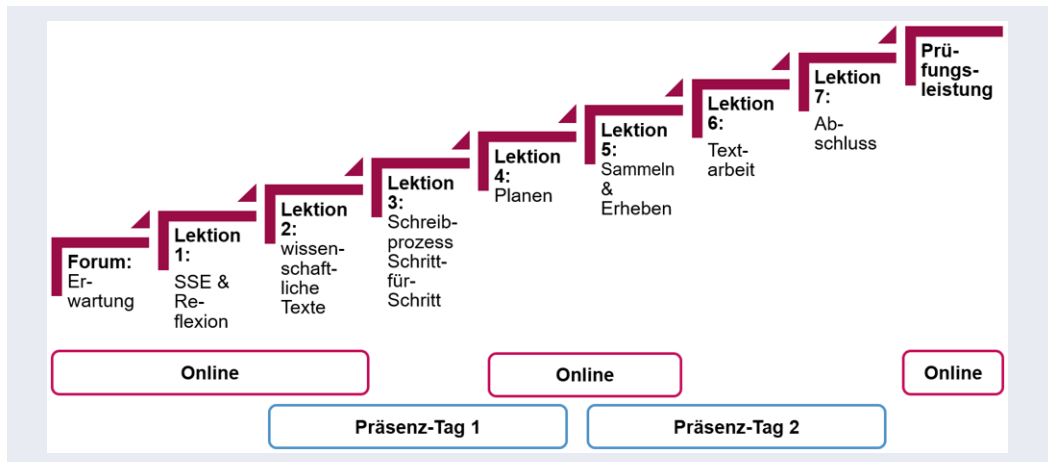 Forum:
Er-
wartung
Lektion
1:
SSE &
Re-
flexion
Lektion
2:
wissen-
schaft-
liche
Texte
Lektion
3:
Schreib-
prozess
Schritt-
für-
Schritt
Lektion
4:
Planen
Lektion
5:
Sammeln
&
Erheben
Lektion
6:
Text-
arbeit
Lektion
7:
Ab-
schluss
Prü-
fungs-
leistung
Online
Online
Online
Präsenz-Tag 1
Präsenz-Tag 2